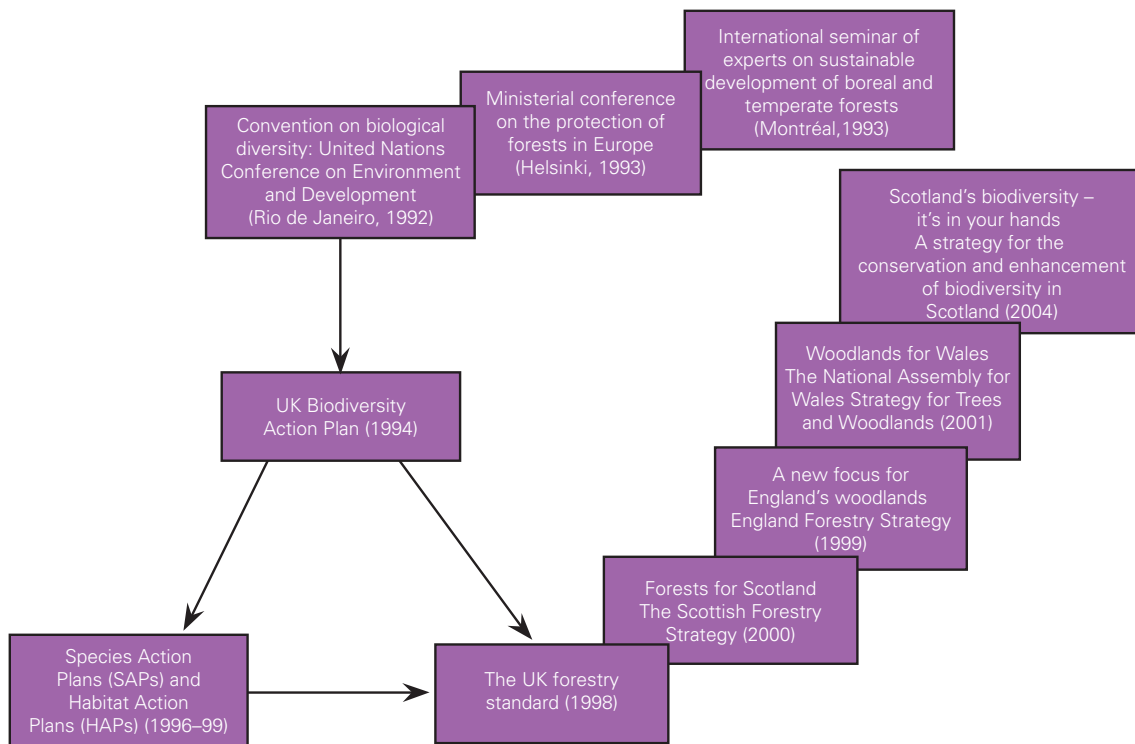 International seminar of
experts on sustainable
development of boreal and
temperate forests
(Montréal,1993)
Ministerial conference
on the protection of
forests in Europe
(Helsinki, 1993)
Convention on biological
diversity: United Nations
Conference on Environment
and Development
(Rio de Janeiro, 1992)
Scotland’s biodiversity –
it’s in your hands
A strategy for the
conservation and enhancement
of biodiversity in
Scotland (2004)
Woodlands for Wales
The National Assembly for
Wales Strategy for Trees
and Woodlands (2001)
UK Biodiversity
Action Plan (1994)
A new focus for
England’s woodlands
England Forestry Strategy
(1999)
Forests for Scotland
The Scottish Forestry
Strategy (2000)
Species Action
Plans (SAPs) and
Habitat Action
Plans (HAPs) (1996–99)
The UK forestry
standard (1998)